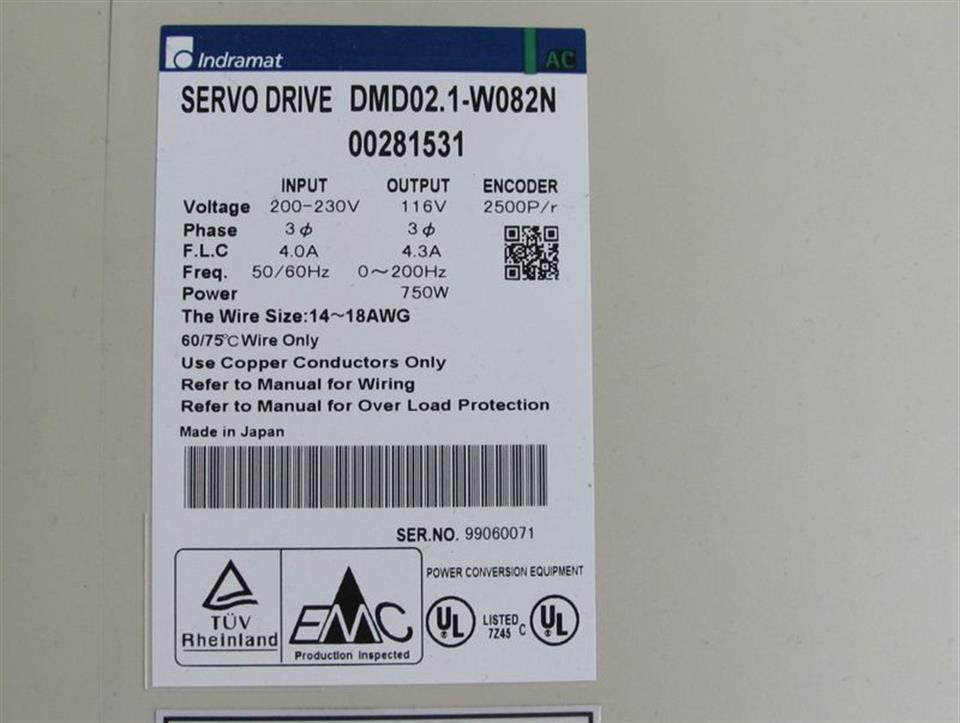 Indramat AC
SERVO DRIVE DMD02.1-W082N
00281531
INPUT OUTPUT ENCODER
Voltage 200-230V 116V 2500P/r
Phase 3ϕ 3ϕ
F.L.C 4.0A 4.3A
Freq. 50/60Hz 0~200Hz
Power 750W
The Wire Size:14~18AWG
60/75℃ Wire Only
Use Copper Conductors Only
Refer to Manual for Wiring
Refer to Manual for Over Load Protection
Made in Japan
SER.NO. 99060071
TÜV
Rheinland
EMC
Production Inspected
POWER CONVERSION EQUIPMENT
UL LISTED C UL
7Z45